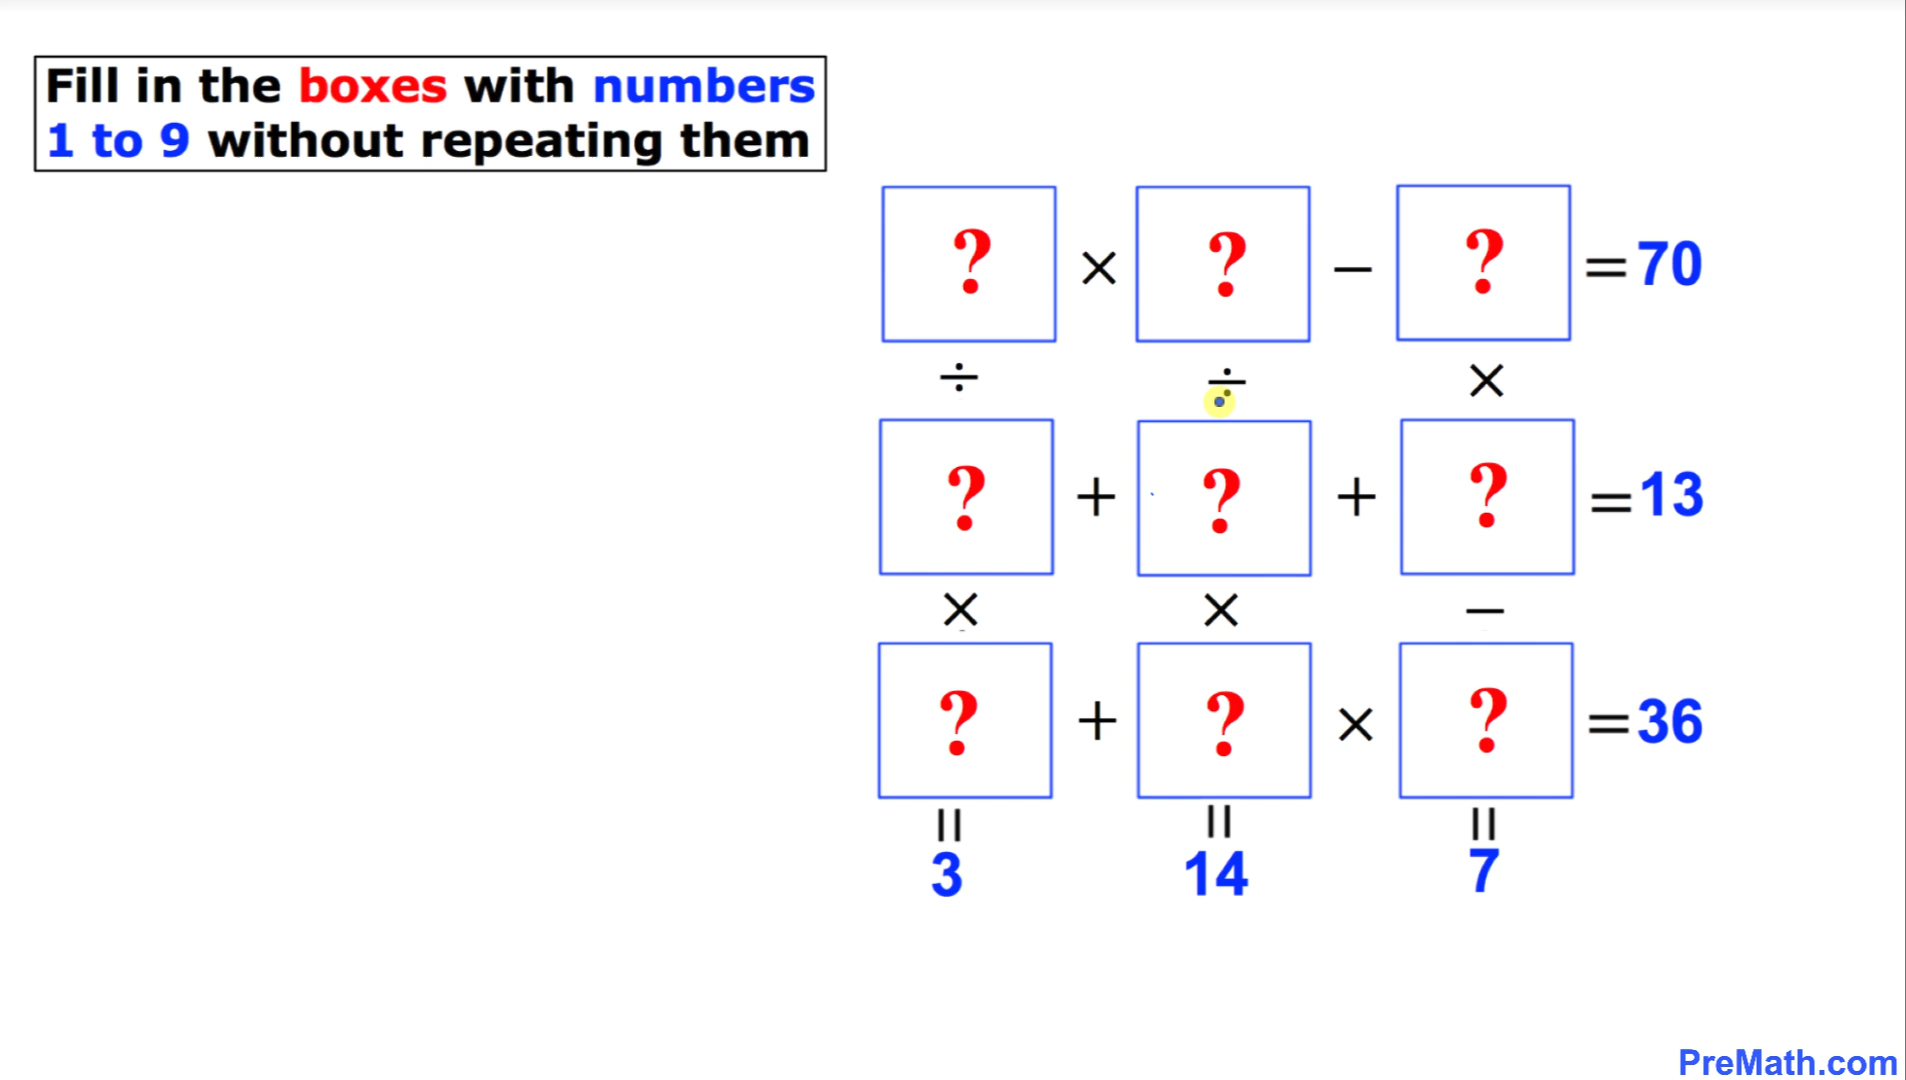 Fill in the boxes with numbers
1 to 9 without repeating them
? × ? − ? = 70
÷ ÷ ×
? + ? + ? = 13
× × −
? + ? × ? = 36
= = =
3 14 7
PreMath.com